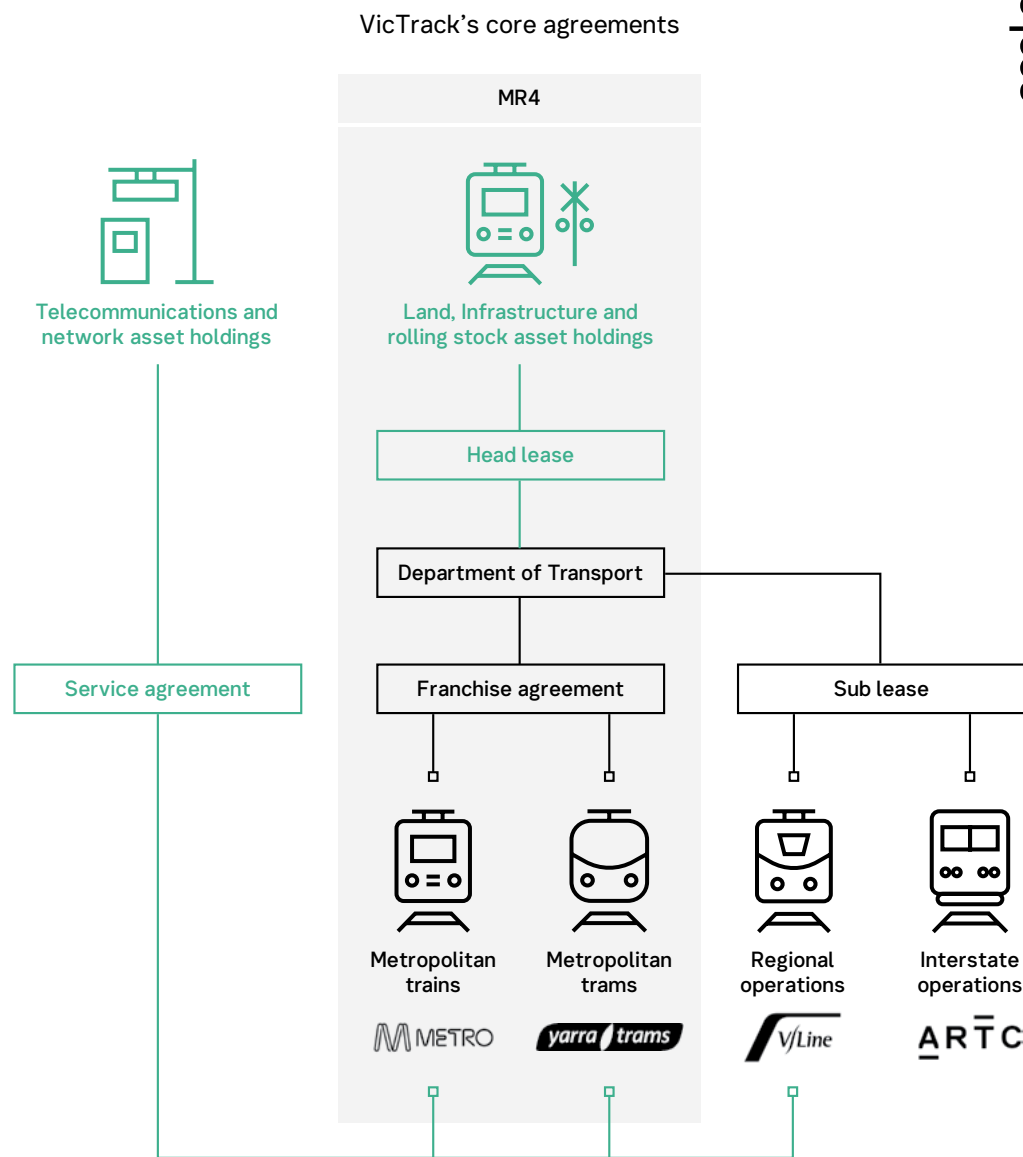 VicTrack's core agreements
MR4
Telecommunications and
network asset holdings
Land, Infrastructure and
rolling stock asset holdings
Head lease
Department of Transport
Service agreement
Franchise agreement
Sub lease
Metropolitan
trains
Metropolitan
trams
Regional
operations
Interstate
operations
METRO
yarra trams
V/Line
ARTC